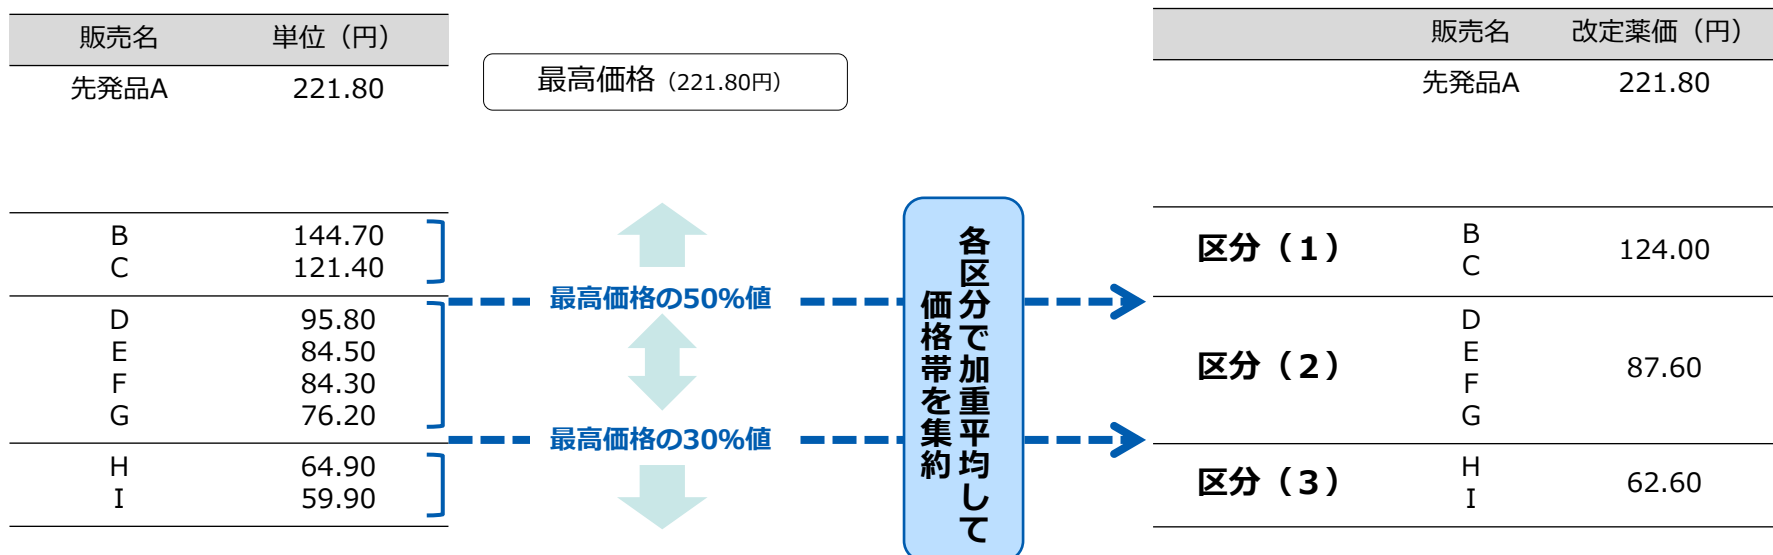 販売名 単位（円）
先発品A 221.80
最高価格（221.80円）
B 144.70
C 121.40
D 95.80
E 84.50
F 84.30
G 76.20
H 64.90
I 59.90
最高価格の50%値
最高価格の30%値
各区分で加重平均して
価格帯を集約
販売名 改定薬価（円）
先発品A 221.80
区分（１） B C 124.00
区分（２） D E F G 87.60
区分（３） H I 62.60